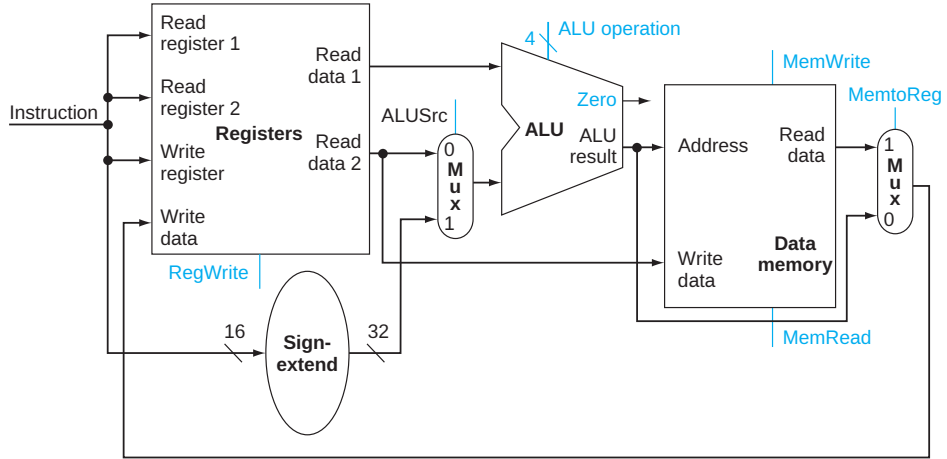 Instruction
Read
register 1
Read
register 2
Write
register
Write
data
Registers
Read
data 1
Read
data 2
RegWrite
16
Sign-
extend
32
ALUSrc
0
M
u
x
1
4
ALU operation
Zero
ALU
ALU
result
MemWrite
Address
Read
data
Write
data
Data
memory
MemRead
MemtoReg
1
M
u
x
0